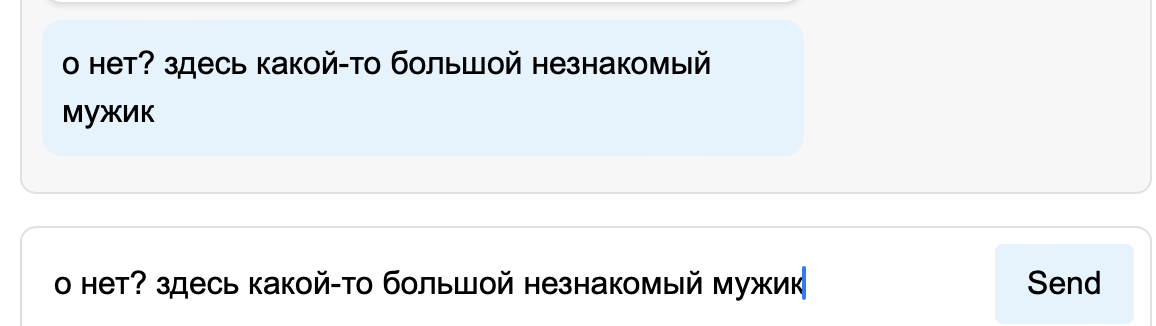 о нет? здесь какой-то большой незнакомый
мужик
о нет? здесь какой-то большой незнакомый мужик
Send